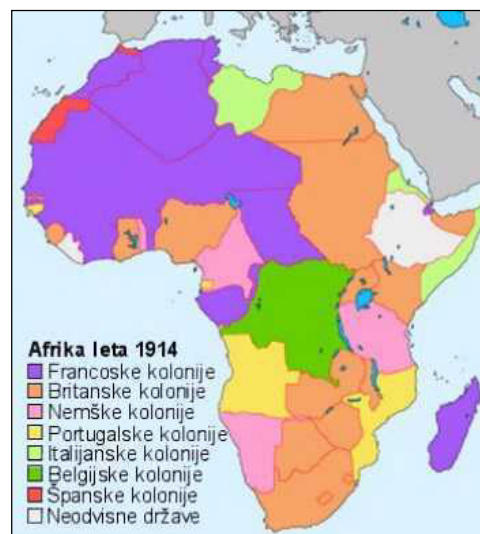 Afrika leta 1914
Francoske kolonije
Britanske kolonije
Nemške kolonije
Portugalske kolonije
Italijanske kolonije
Belgijske kolonije
Španske kolonije
Neodvisne države